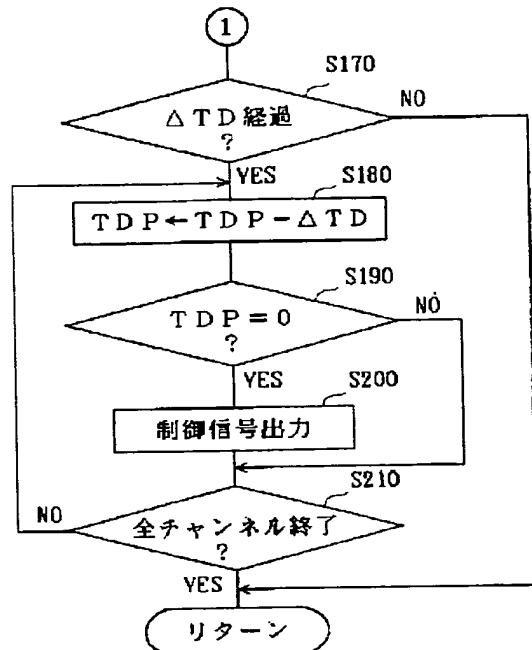 1
S170
△TD経過
?
NO
YES
S180
TDP←TDP-△TD
S190
TDP=0
?
NO
YES
S200
制御信号出力
S210
全チャンネル終了
?
NO
YES
リターン